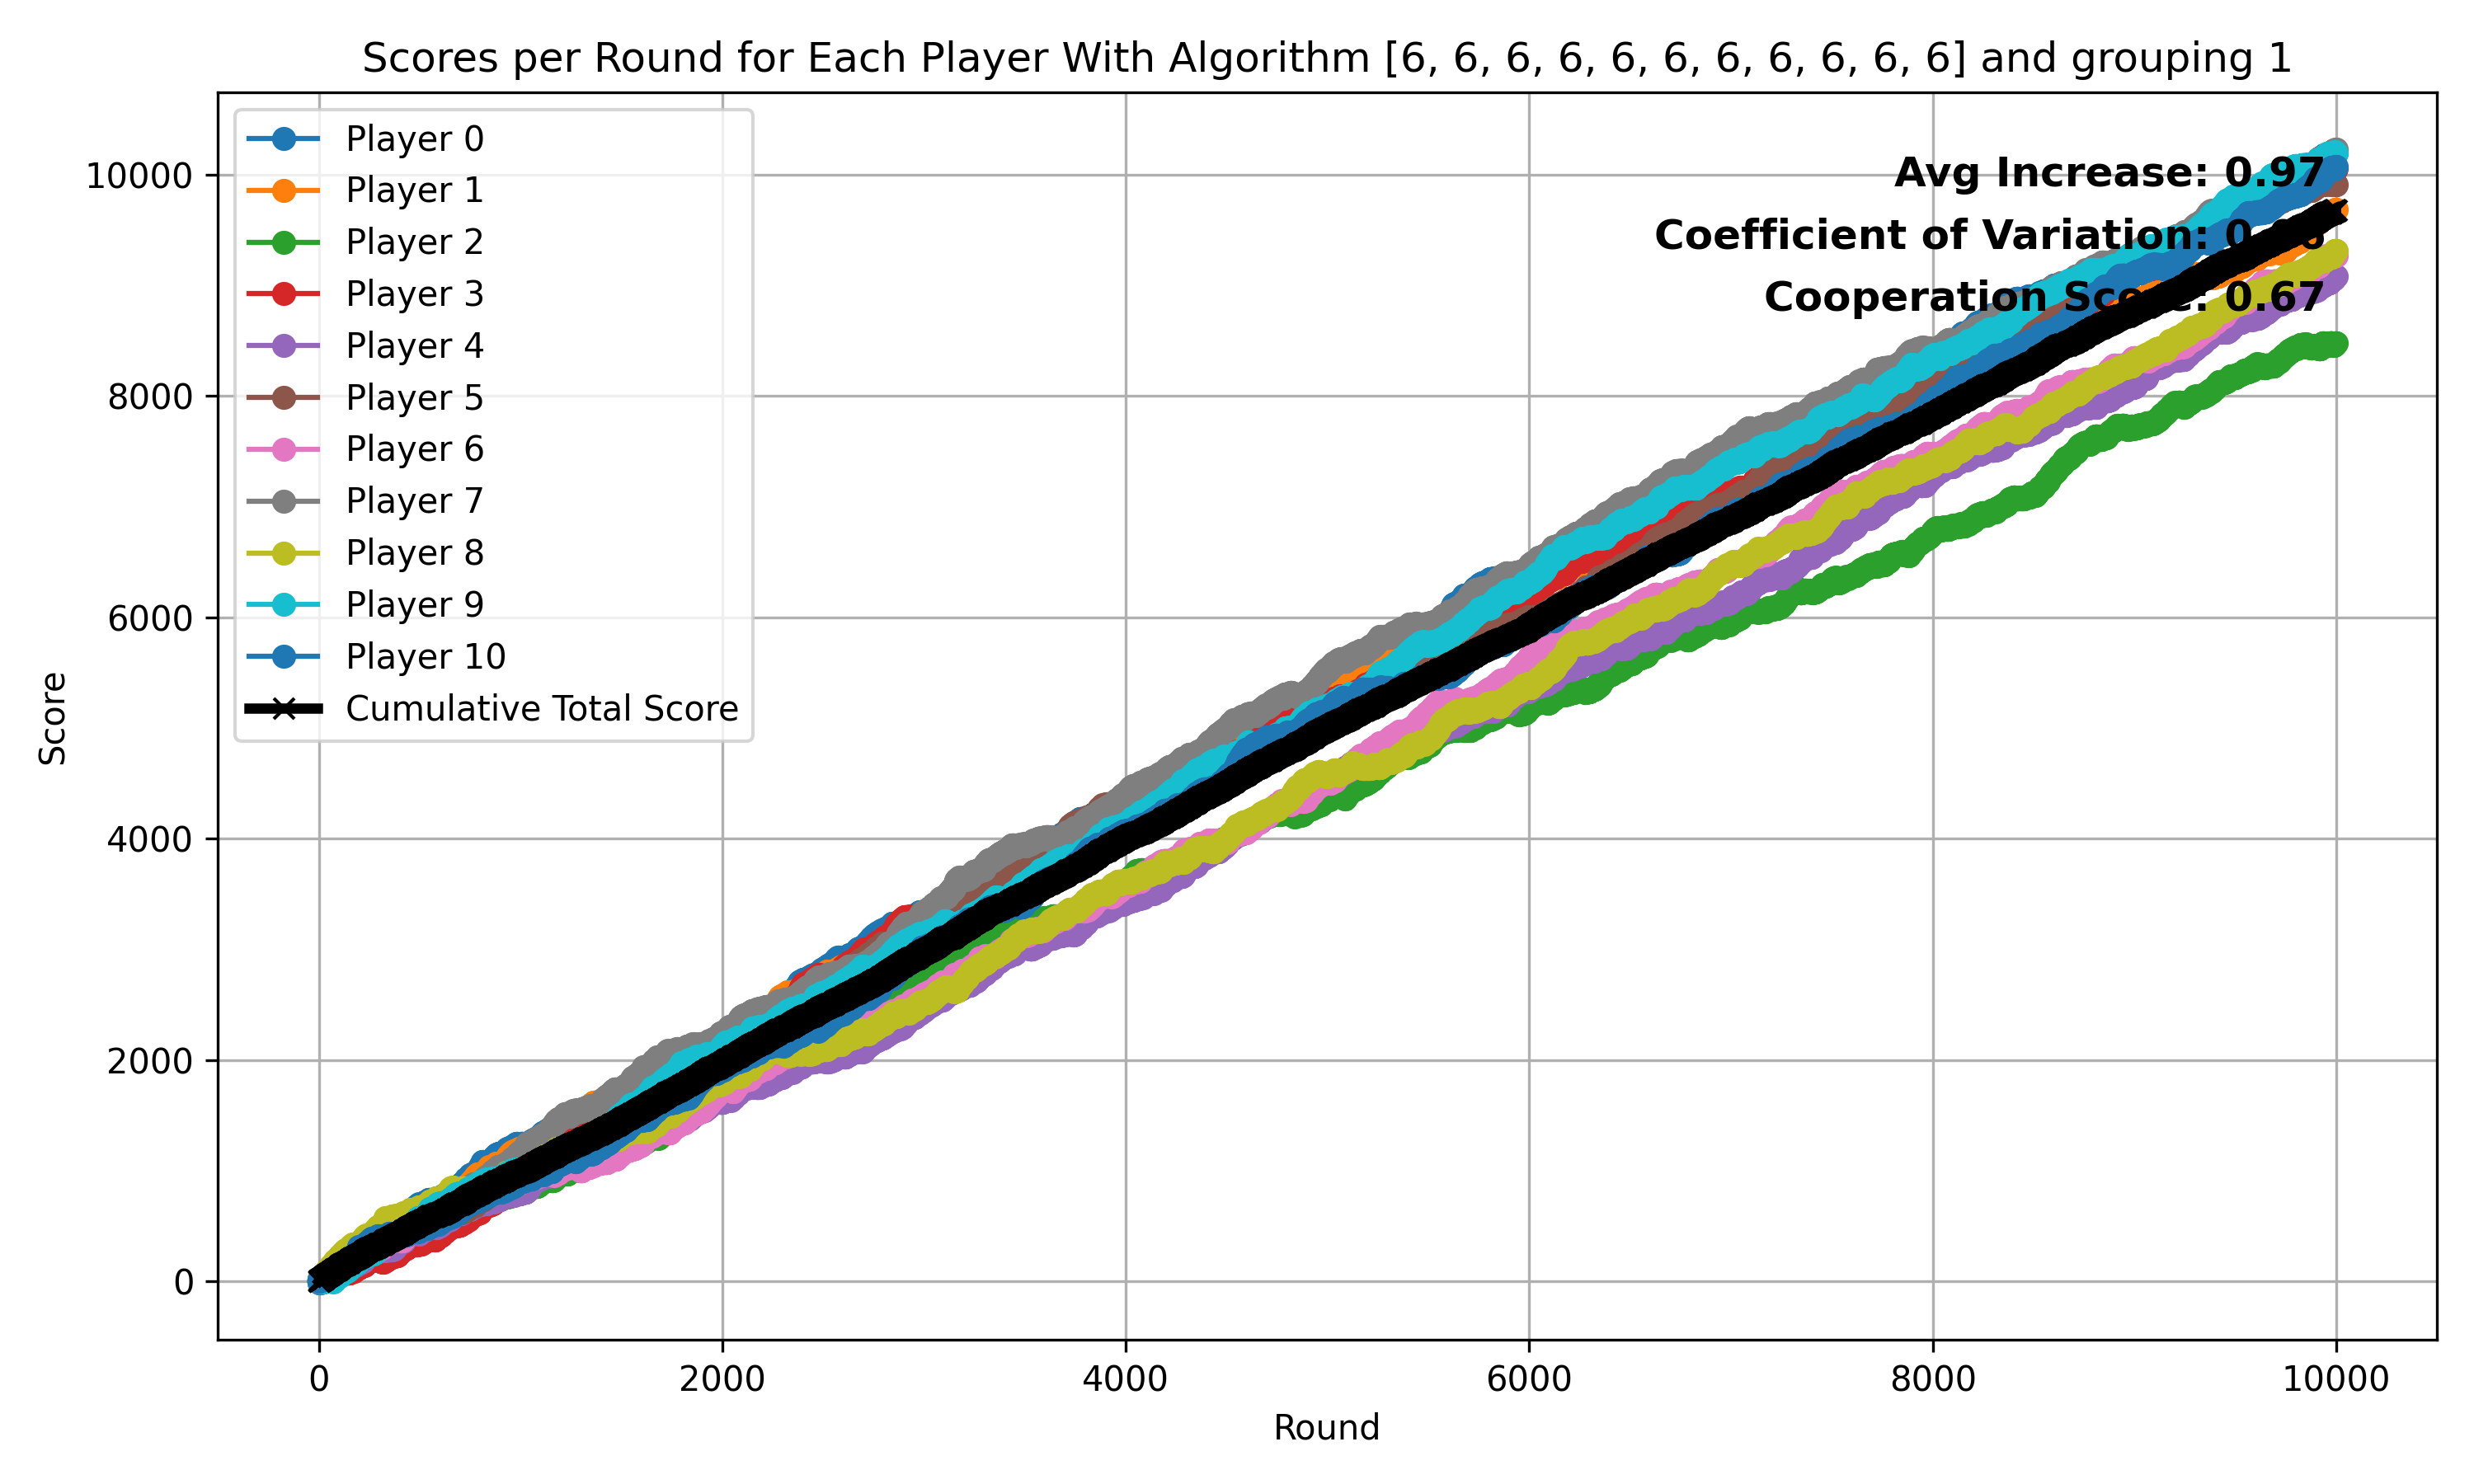 Scores per Round for Each Player With Algorithm [6, 6, 6, 6, 6, 6, 6, 6, 6, 6, 6] and grouping 1
Player 0
Player 1
Player 2
Player 3
Player 4
Player 5
Player 6
Player 7
Player 8
Player 9
Player 10
Cumulative Total Score
Avg Increase: 0.97
Coefficient of Variation:
Cooperation Score: 0.67
Score
10000
8000
6000
4000
2000
0
0 2000 4000 6000 8000 10000
Round